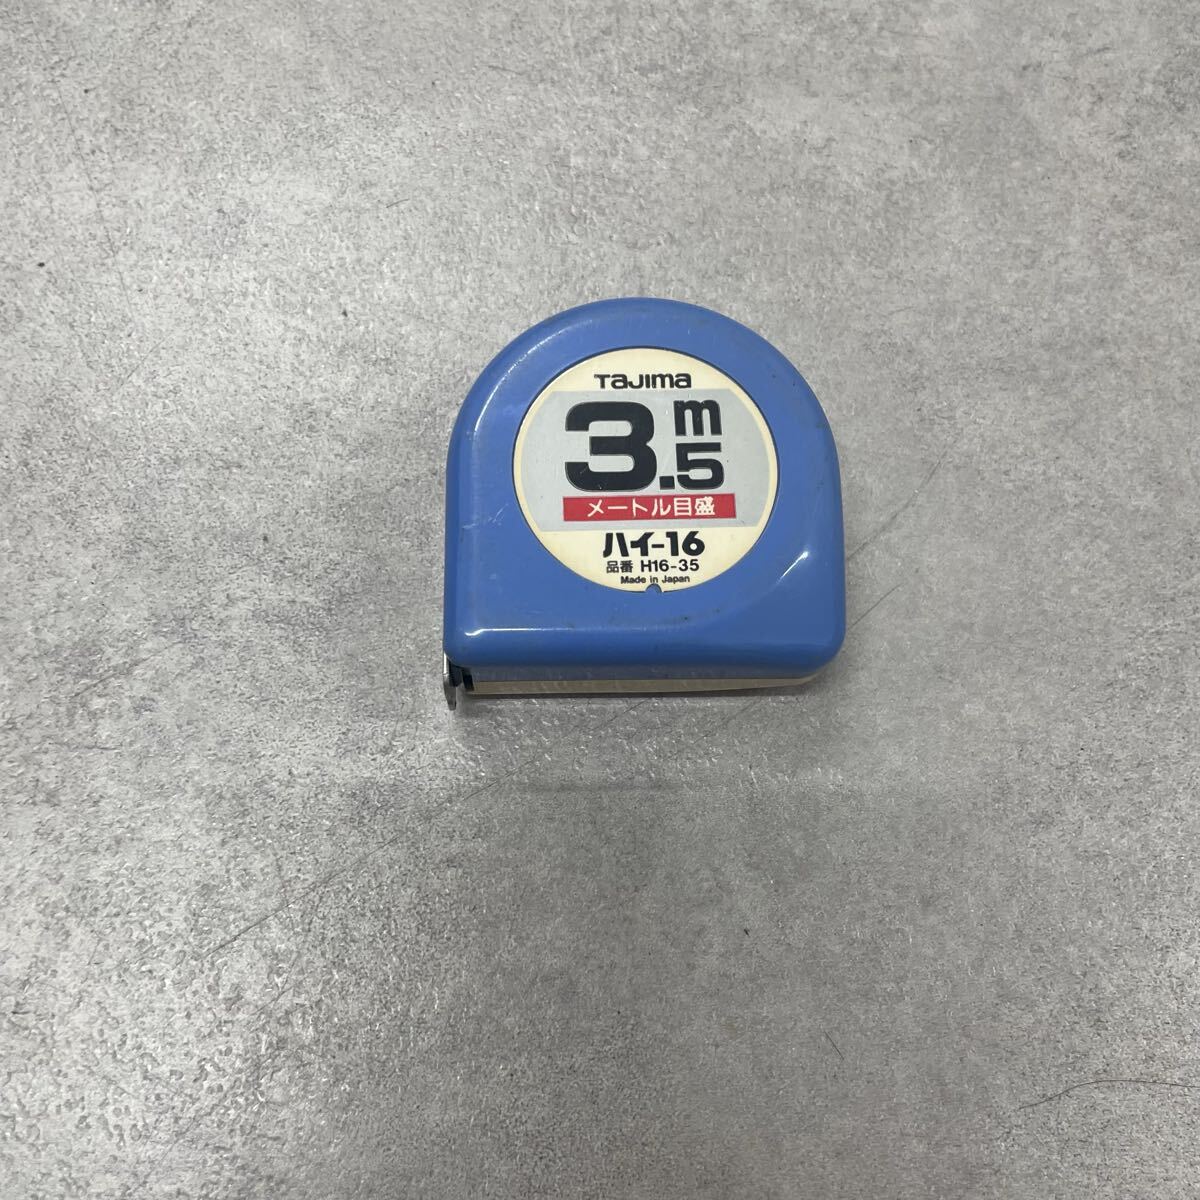 TaJIma
3.5m
メートル目盛
ハイ-16
品番 H16-35
Made in Japan